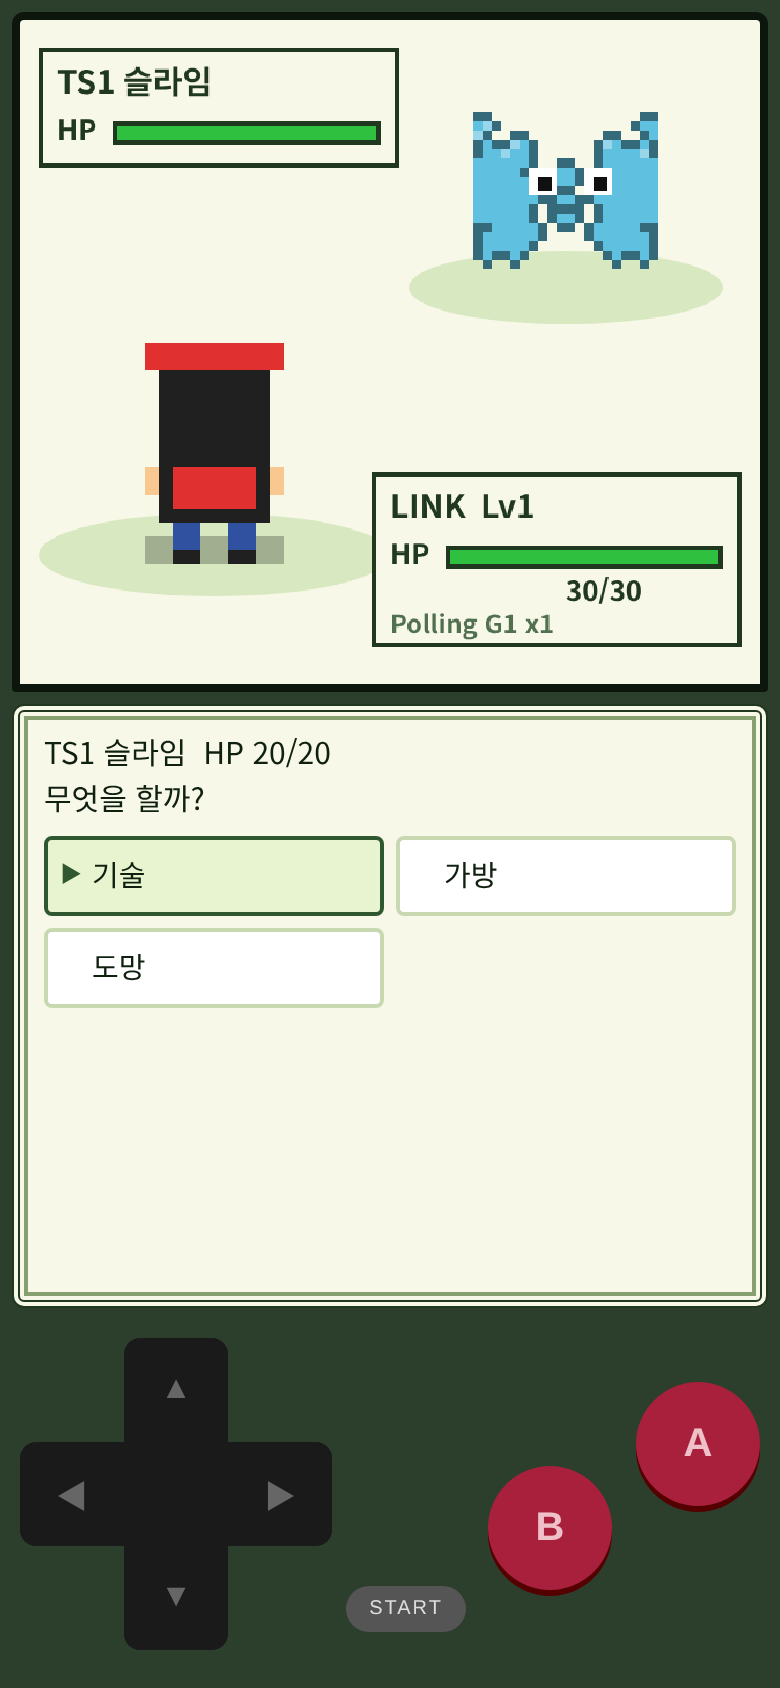 TS1 슬라임
HP
LINK Lv1
HP
30/30
Polling G1 x1
TS1 슬라임 HP 20/20
무엇을 할까?
▶ 기술
가방
도망
▲
◀ ▶
▼
A
B
START